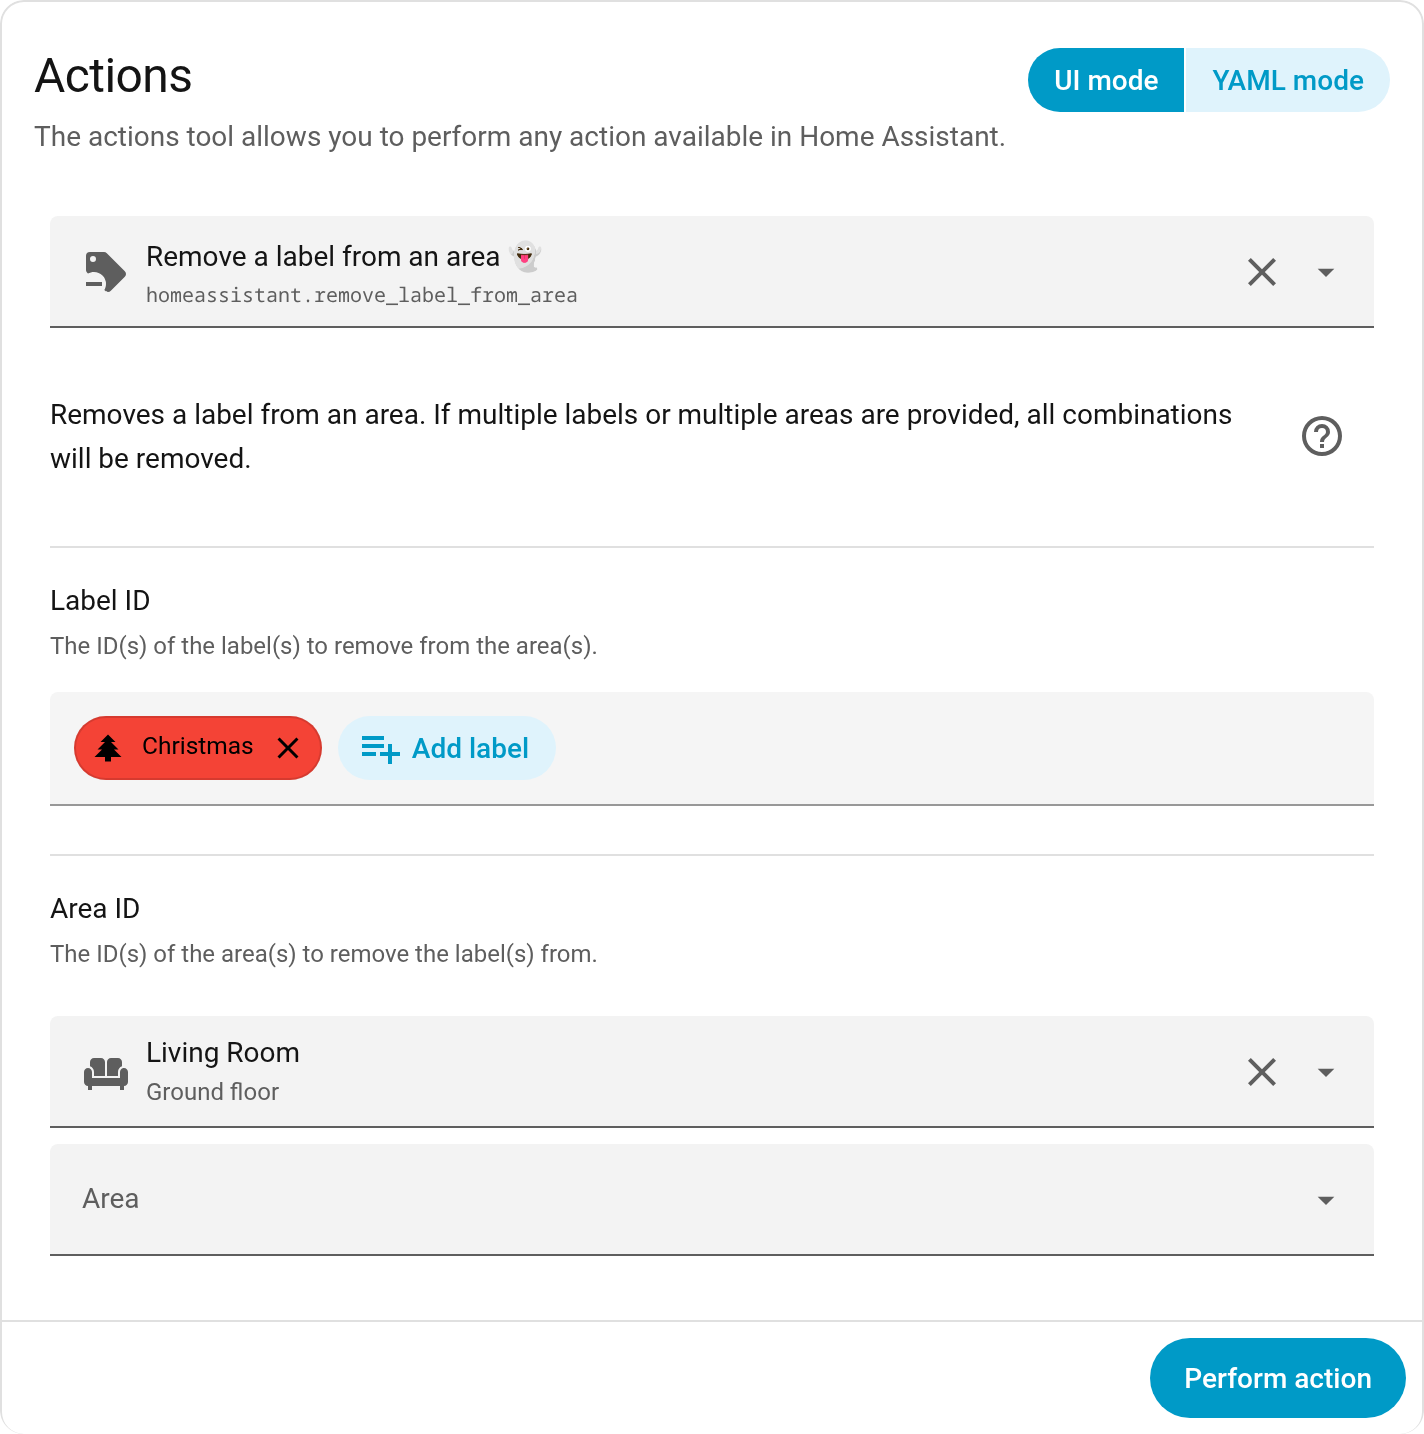 Actions
UI mode
YAML mode
The actions tool allows you to perform any action available in Home Assistant.
Remove a label from an area 👻
homeassistant.remove_label_from_area
Removes a label from an area. If multiple labels or multiple areas are provided, all combinations
will be removed.
Label ID
The ID(s) of the label(s) to remove from the area(s).
Christmas
Add label
Area ID
The ID(s) of the area(s) to remove the label(s) from.
Living Room
Ground floor
Area
Perform action